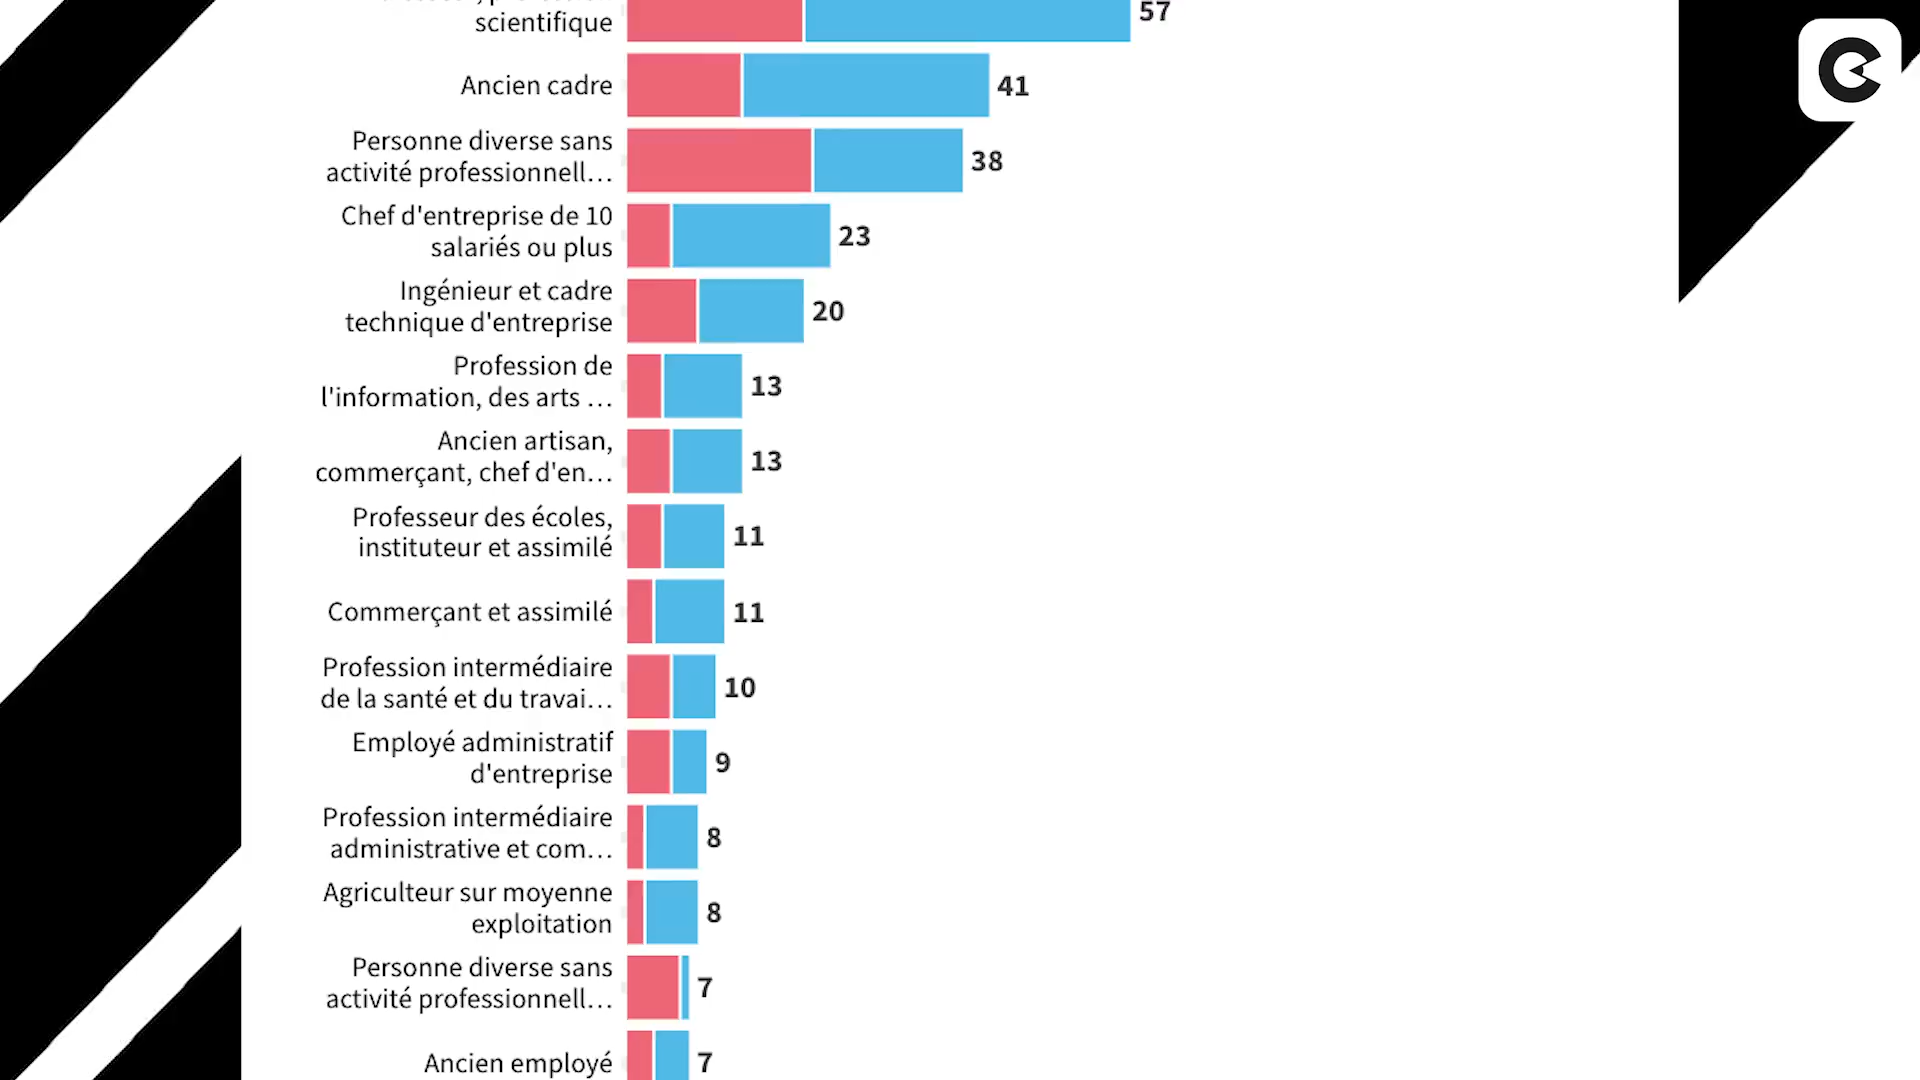 scientifique
57
Ancien cadre
41
Personne diverse sans
activité professionnell…
38
Chef d'entreprise de 10
salariés ou plus
23
Ingénieur et cadre
technique d'entreprise
20
Profession de
l'information, des arts …
13
Ancien artisan,
commerçant, chef d'en…
13
Professeur des écoles,
instituteur et assimilé
11
Commerçant et assimilé
11
Profession intermédiaire
de la santé et du travai…
10
Employé administratif
d'entreprise
9
Profession intermédiaire
administrative et com…
8
Agriculteur sur moyenne
exploitation
8
Personne diverse sans
activité professionnell…
7
Ancien employé
7